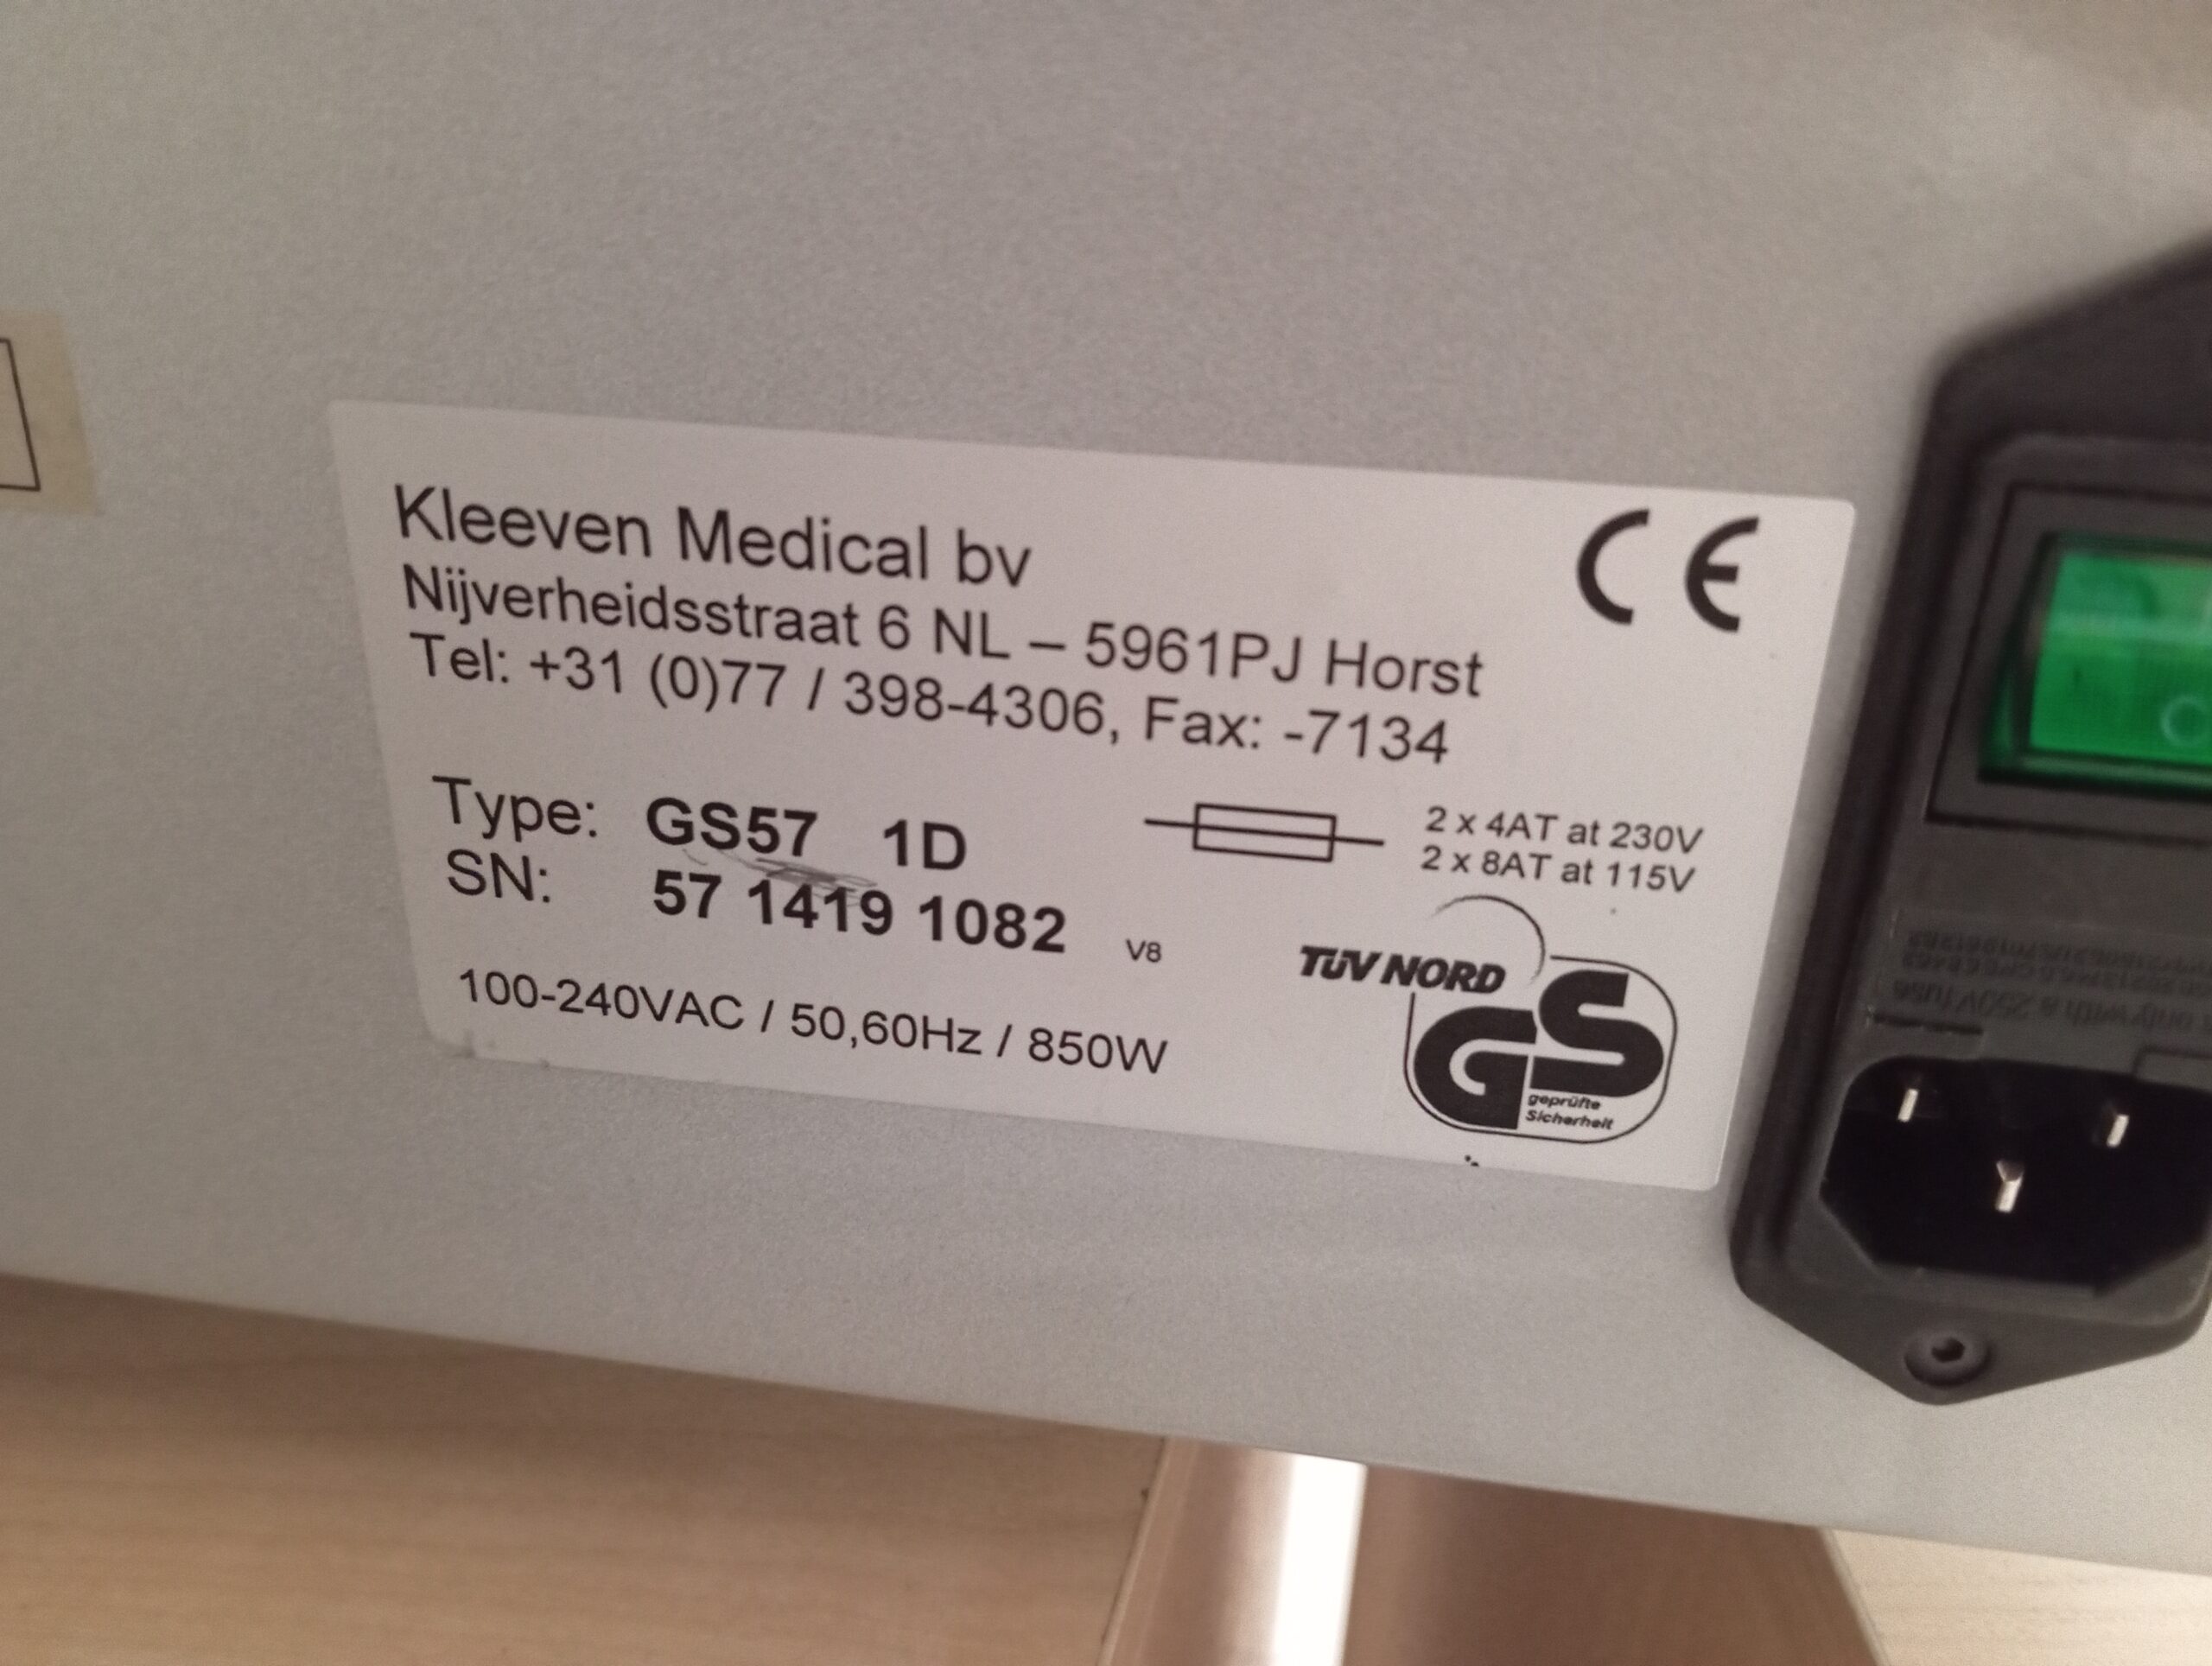 Kleeven Medical bv
CE
Nijverheidsstraat 6 NL – 5961PJ Horst
Tel: +31 (0)77 / 398-4306, Fax: -7134
Type: GS57 1D
2 x 4AT at 230V
2 x 8AT at 115V
SN: 57 1419 1082
V8
TÜV NORD
GS
geprüfte
Sicherheit
100-240VAC / 50,60Hz / 850W